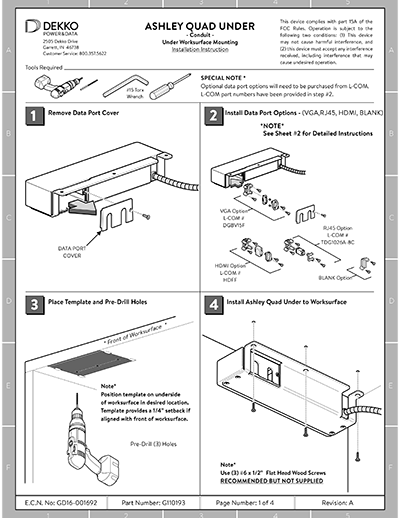 DEKKO
POWER&DATA
2505 Dekko Drive
Garrett, IN 46738
Customer Service: 800.357.5622
ASHLEY QUAD UNDER
- Conduit -
Under Worksurface Mounting
Installation Instruction
This device complies with part 15A of the
FCC Rules. Operation is subject to the
following two conditions: (1) This device
may not cause harmful interference, and
(2) this device must accept any interference
received, including interference that may
cause undesired operation.
Tools Required
#15 Torx
Wrench
SPECIAL NOTE *
Optional data port options will need to be purchased from L-COM.
L-COM part numbers have been provided in step #2.
1
Remove Data Port Cover
DATA PORT
COVER
2
Install Data Port Options - (VGA,RJ45, HDMI, BLANK)
*NOTE*
See Sheet #2 for Detailed Instructions
VGA Option
L-COM #
DGBV15F
RJ45 Option
L-COM #
TDG1026A-8C
HDMI Option
L-COM #
HDFF
BLANK Option
3
Place Template and Pre-Drill Holes
* Front of Worksurface *
Note*
Position template on underside
of worksurface in desired location.
Template provides a 1/4" setback if
aligned with front of worksurface.
Pre-Drill (3) Holes
4
Install Ashley Quad Under to Worksurface
Note*
Use (3) #6 x 1/2" Flat Head Wood Screws
RECOMMENDED BUT NOT SUPPLIED
E.C.N. No: GD16-001692
Part Number: G110193
Page Number: 1 of 4
Revision: A